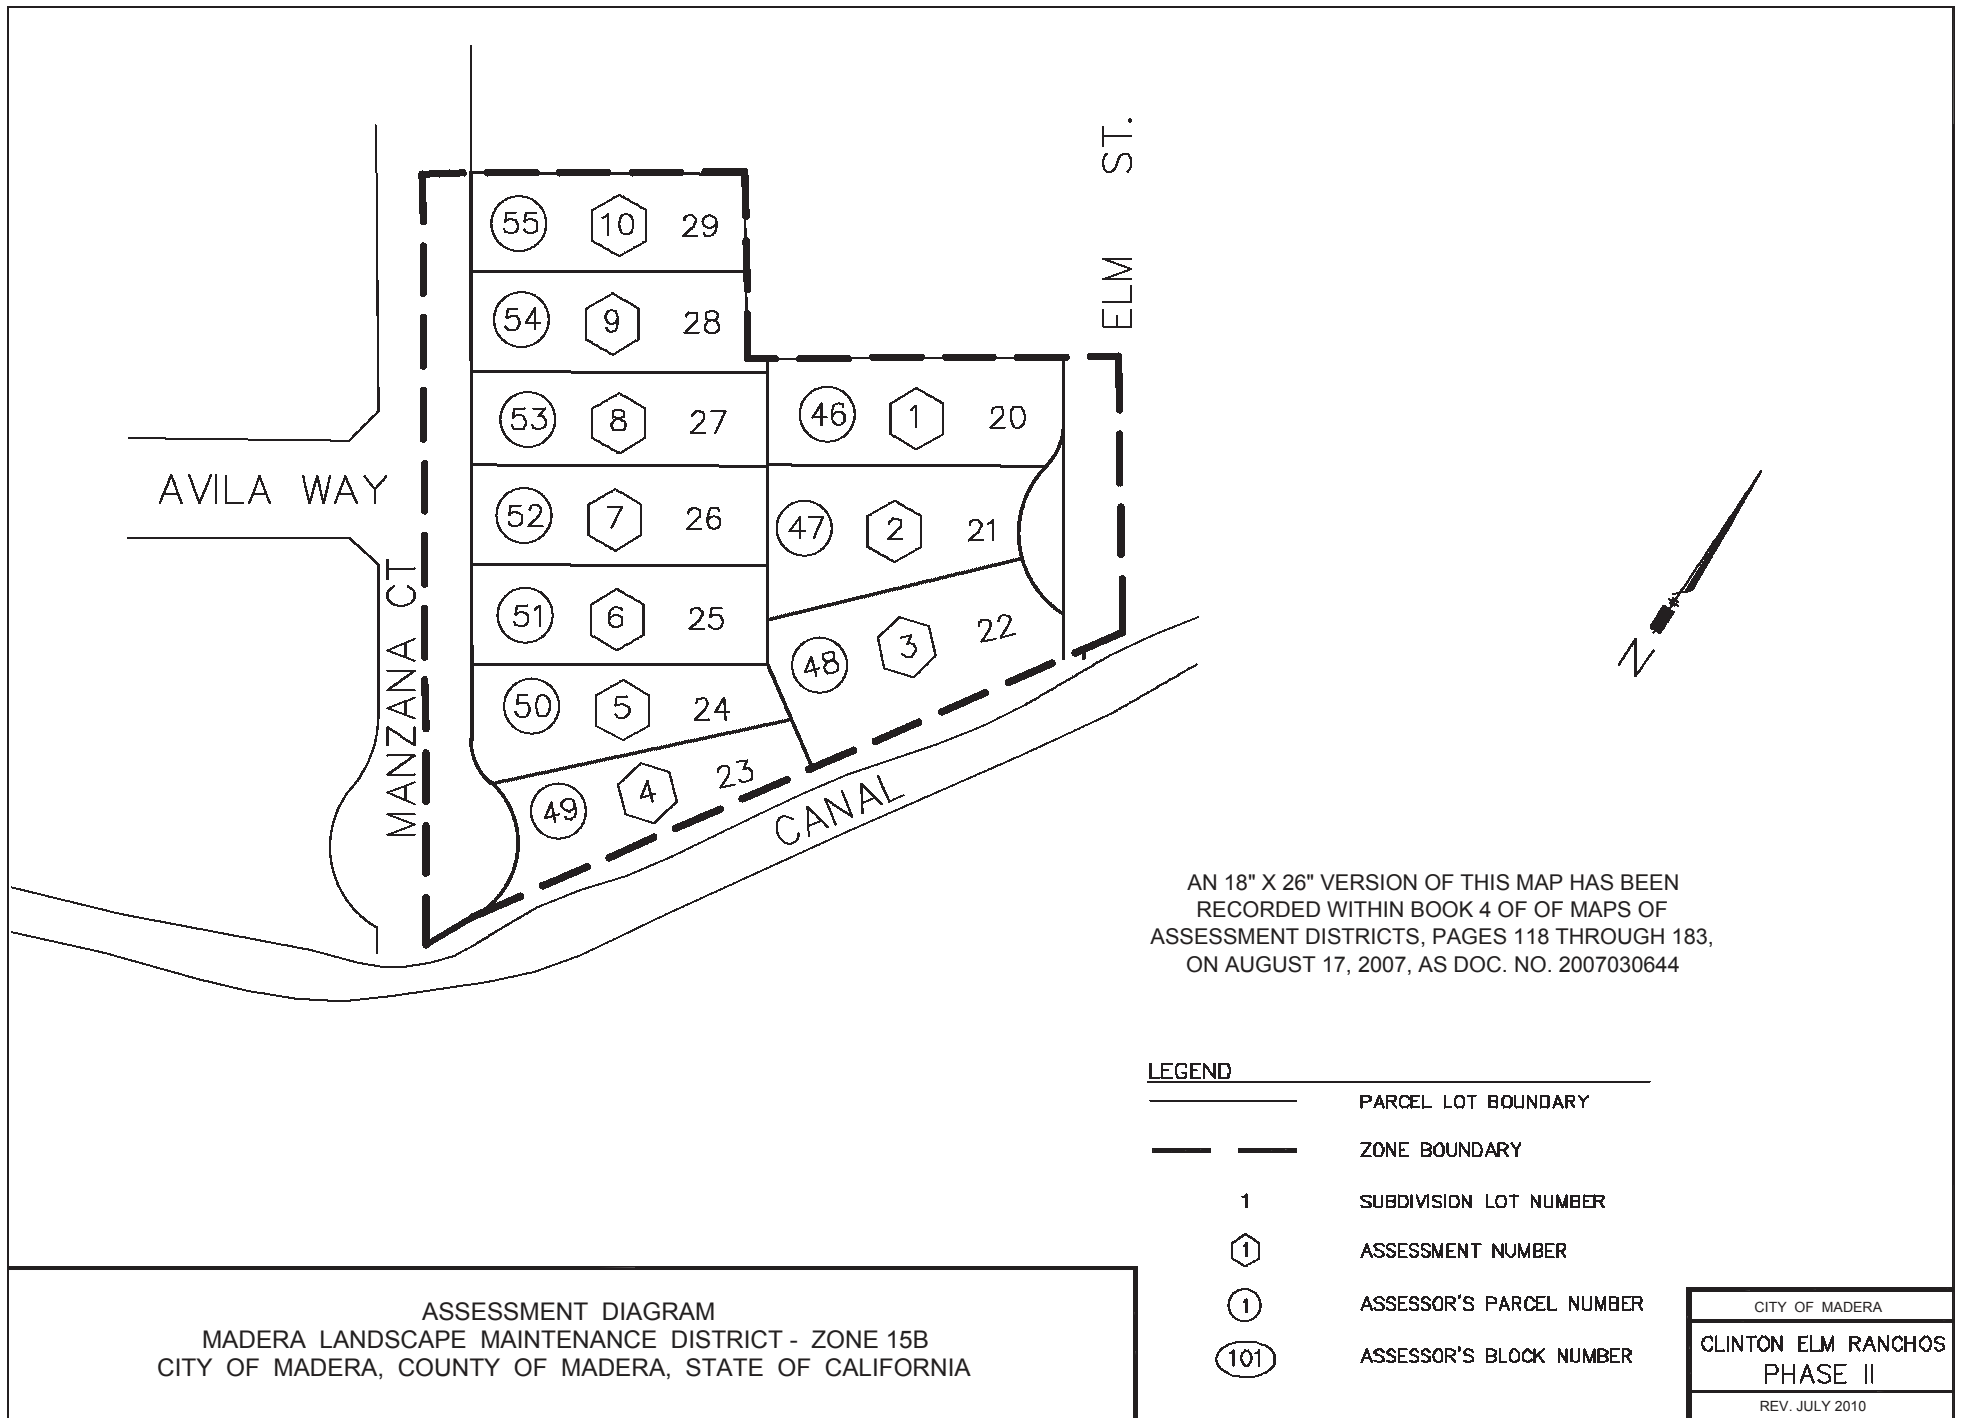 ELM ST.
55 10 29
54 9 28
53 8 27
46 1 20
AVILA WAY
52 7 26
47 2 21
MANZANA CT
51 6 25
48 3 22
50 5 24
49 4 23
CANAL
N
AN 18" X 26" VERSION OF THIS MAP HAS BEEN
RECORDED WITHIN BOOK 4 OF OF MAPS OF
ASSESSMENT DISTRICTS, PAGES 118 THROUGH 183,
ON AUGUST 17, 2007, AS DOC. NO. 2007030644
LEGEND
PARCEL LOT BOUNDARY
ZONE BOUNDARY
1 SUBDIVISION LOT NUMBER
1 ASSESSMENT NUMBER
1 ASSESSOR'S PARCEL NUMBER
101 ASSESSOR'S BLOCK NUMBER
ASSESSMENT DIAGRAM
MADERA LANDSCAPE MAINTENANCE DISTRICT - ZONE 15B
CITY OF MADERA, COUNTY OF MADERA, STATE OF CALIFORNIA
CITY OF MADERA
CLINTON ELM RANCHOS
PHASE II
REV. JULY 2010